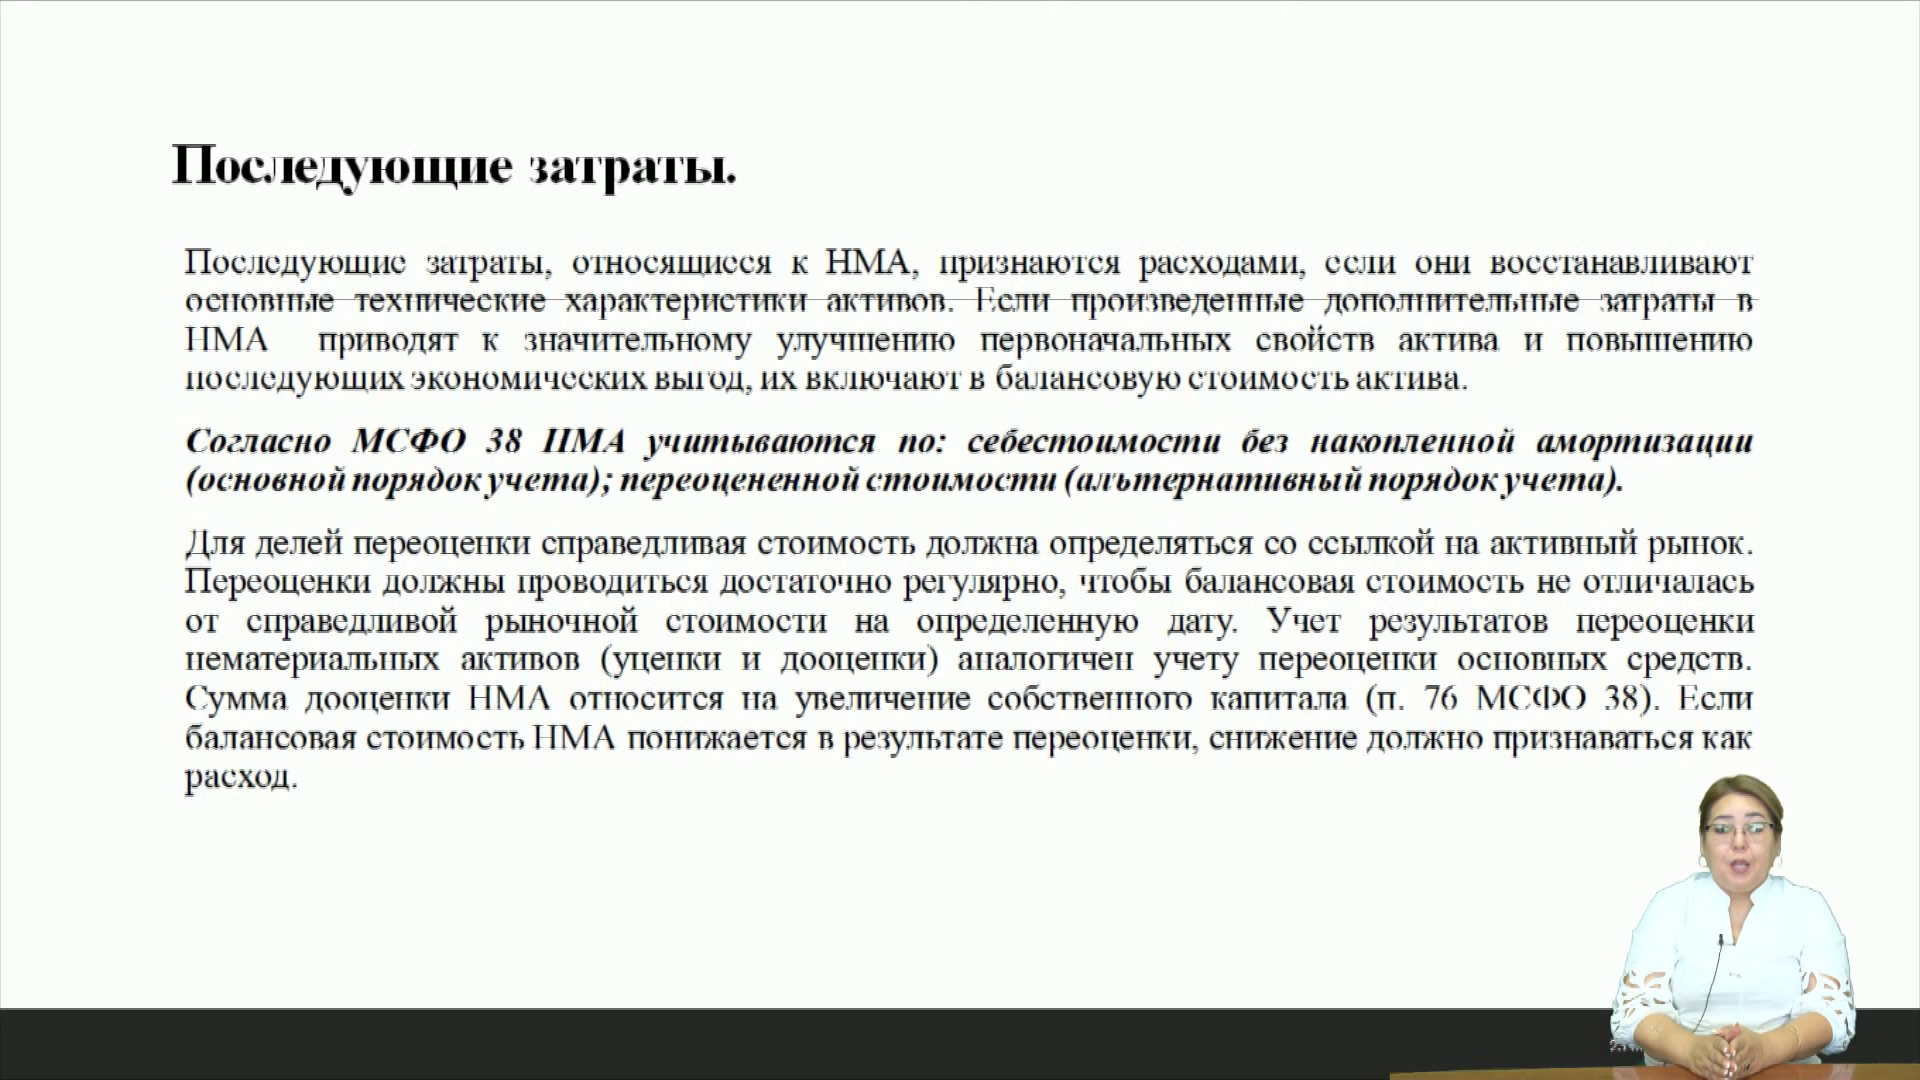 Последующие затраты.
Последующие затраты, относящиеся к НМА, признаются расходами, если они восстанавливают
основные технические характеристики активов. Если произведенные дополнительные затраты в
НМА приводят к значительному улучшению первоначальных свойств актива и повышению
последующих экономических выгод, их включают в балансовую стоимость актива.
Согласно МСФО 38 НМА учитываются по: себестоимости без накопленной амортизации
(основной порядок учета); переоцененной стоимости (альтернативный порядок учета).
Для делей переоценки справедливая стоимость должна определяться со ссылкой на активный рынок.
Переоценки должны проводиться достаточно регулярно, чтобы балансовая стоимость не отличалась
от справедливой рыночной стоимости на определенную дату. Учет результатов переоценки
нематериальных активов (уценки и дооценки) аналогичен учету переоценки основных средств.
Сумма дооценки НМА относится на увеличение собственного капитала (п. 76 МСФО 38). Если
балансовая стоимость НМА понижается в результате переоценки, снижение должно признаваться как
расход.